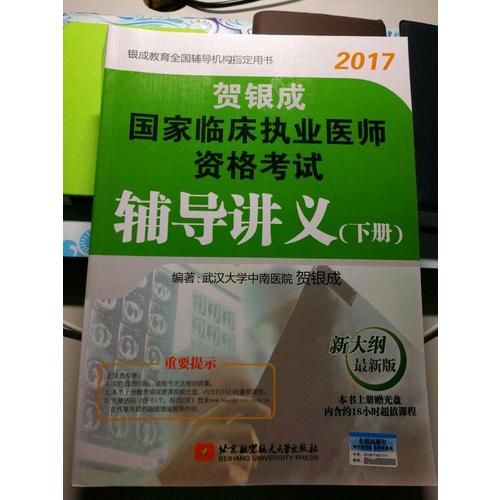 银成教育全国辅导机构指定用书
2017
贺银成
国家临床执业医师
资格考试
辅导讲义(下册)
编著:武汉大学中南医院 贺银成
新大纲
最新版
重要提示
本书上册赠光盘
内含约18小时超值课程
北京航空航天大学出版社